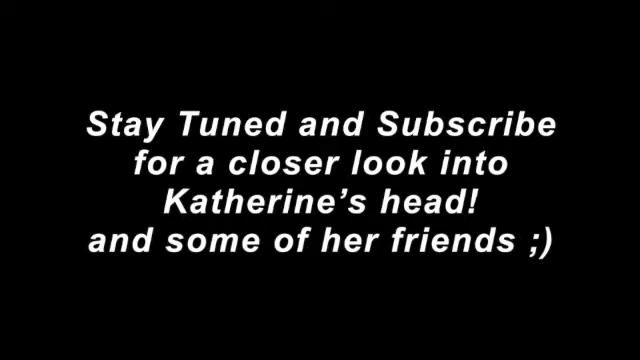 Stay Tuned and Subscribe
for a closer look into
Katherine’s head!
and some of her friends ;)